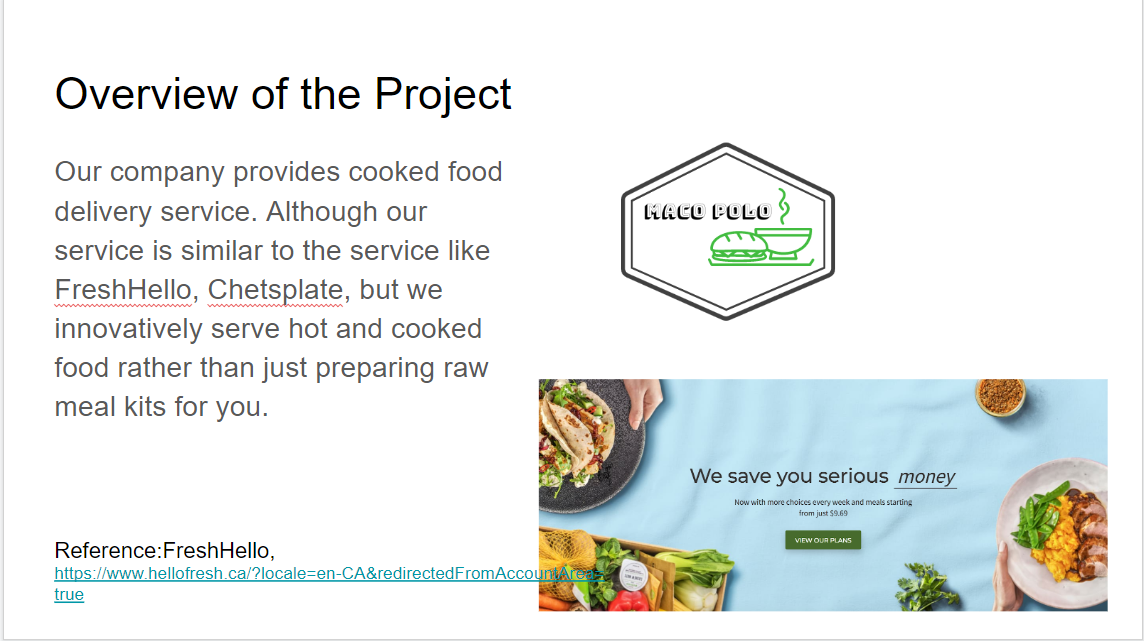 Overview of the Project
Our company provides cooked food
delivery service. Although our
service is similar to the service like
FreshHello, Chetsplate, but we
innovatively serve hot and cooked
food rather than just preparing raw
meal kits for you.
MACO POLO
We save you serious money
Now with more choices every week and meals starting
from just $9.69
VIEW OUR PLANS
Reference:FreshHello,
https://www.hellofresh.ca/?locale=en-CA&redirectedFromAccountArea=
true